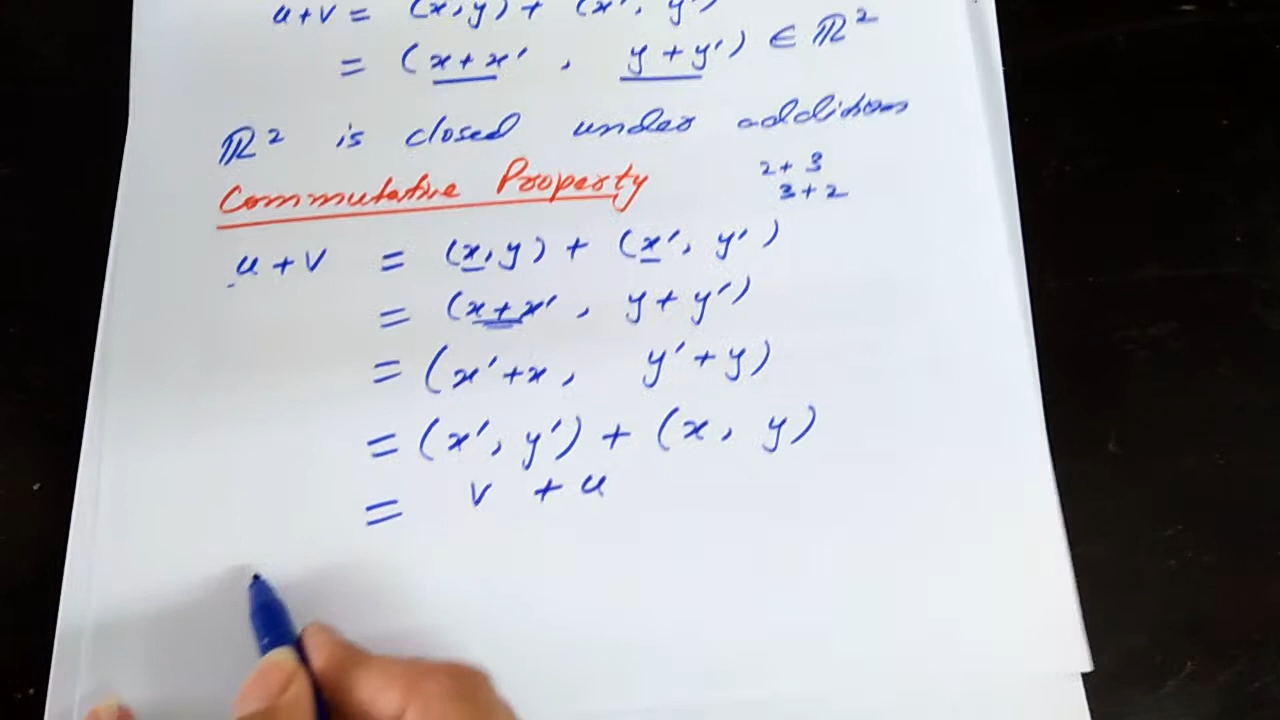 u+v = (x,y) + (x', y')
= (x+x' , y+y') ∈ ℝ²
ℝ² is closed under addition
Commutative Property
2+3
3+2
u+v = (x,y) + (x', y')
= (x+x' , y+y')
= (x'+x, y'+y)
= (x', y') + (x, y)
= v + u